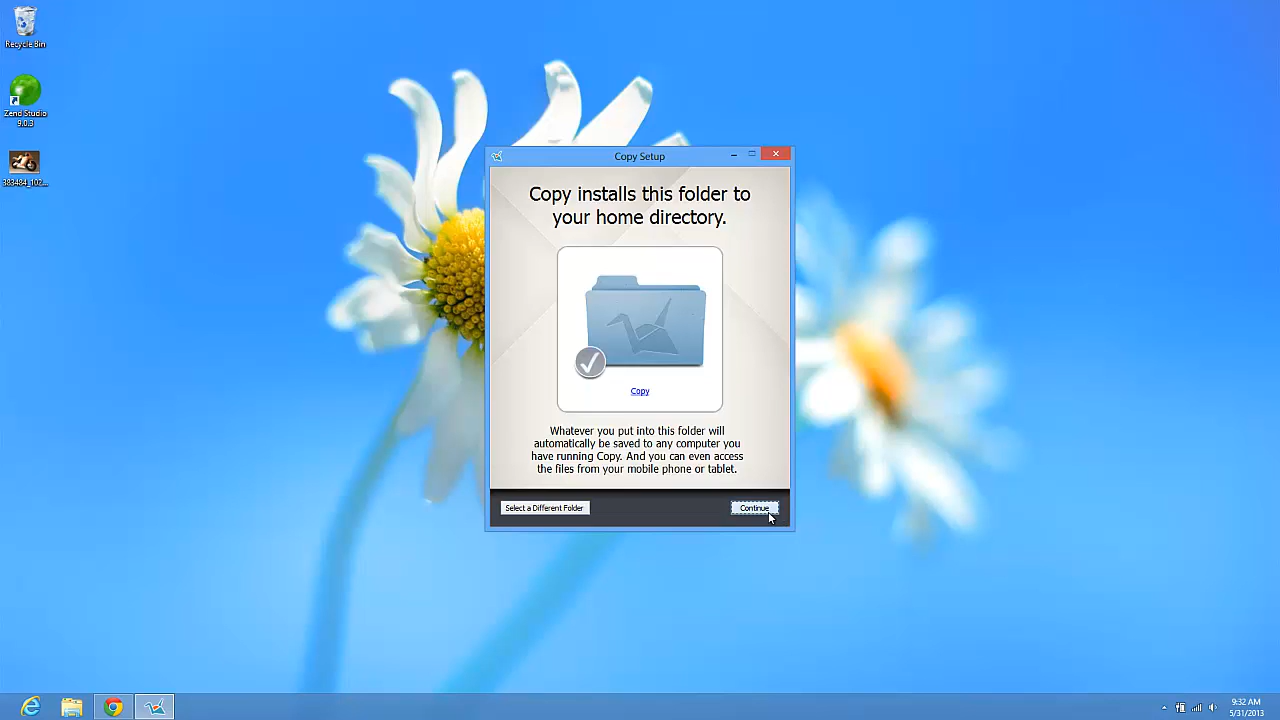 Recycle Bin
Zend Studio
9.0.3
383484_102...
Copy Setup
Copy installs this folder to
your home directory.
Copy
Whatever you put into this folder will
automatically be saved to any computer you
have running Copy. And you can even access
the files from your mobile phone or tablet.
Select a Different Folder
Continue
9:32 AM
5/31/2013